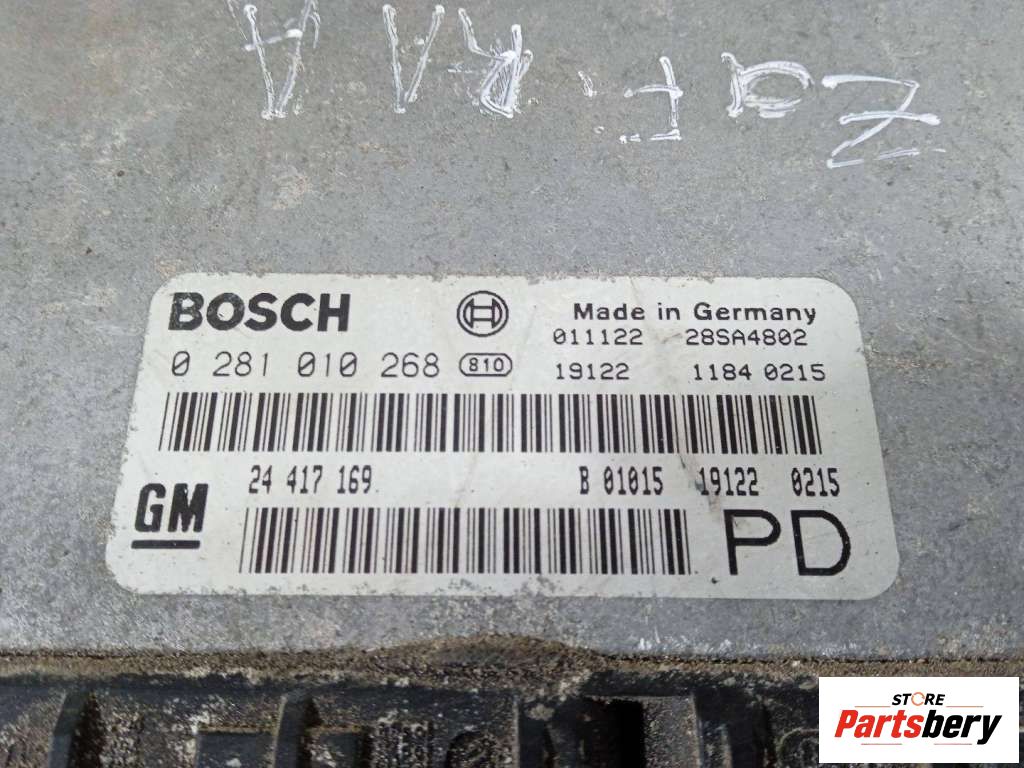 ZaFiRA A
BOSCH
Made in Germany
0 281 010 268 810
011122 28SA4802
19122 1184 0215
24 417 169 B 01015 19122 0215
GM
PD
STORE
Partsbery